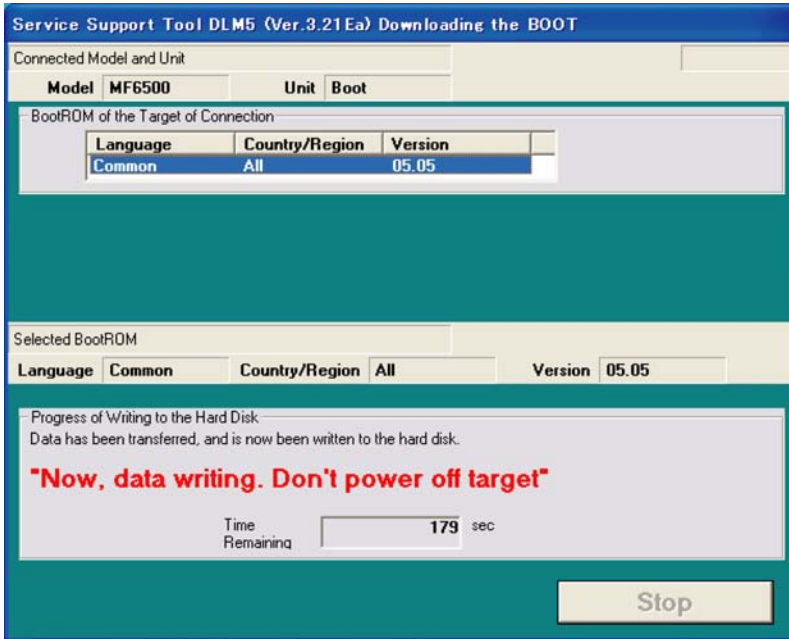 Service Support Tool DLM5 (Ver.3.21Ea) Downloading the BOOT
Connected Model and Unit
Model MF6500 Unit Boot
BootROM of the Target of Connection
Language Country/Region Version
Common All 05.05
Selected BootROM
Language Common Country/Region All Version 05.05
Progress of Writing to the Hard Disk
Data has been transferred, and is now been written to the hard disk.
"Now, data writing. Don't power off target"
Time
Remaining 179 sec
Stop